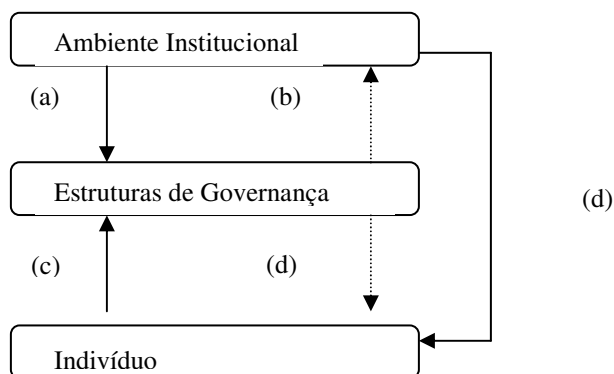 Ambiente Institucional
(a) (b)
Estruturas de Governança
(d)
(c) (d)
Indivíduo